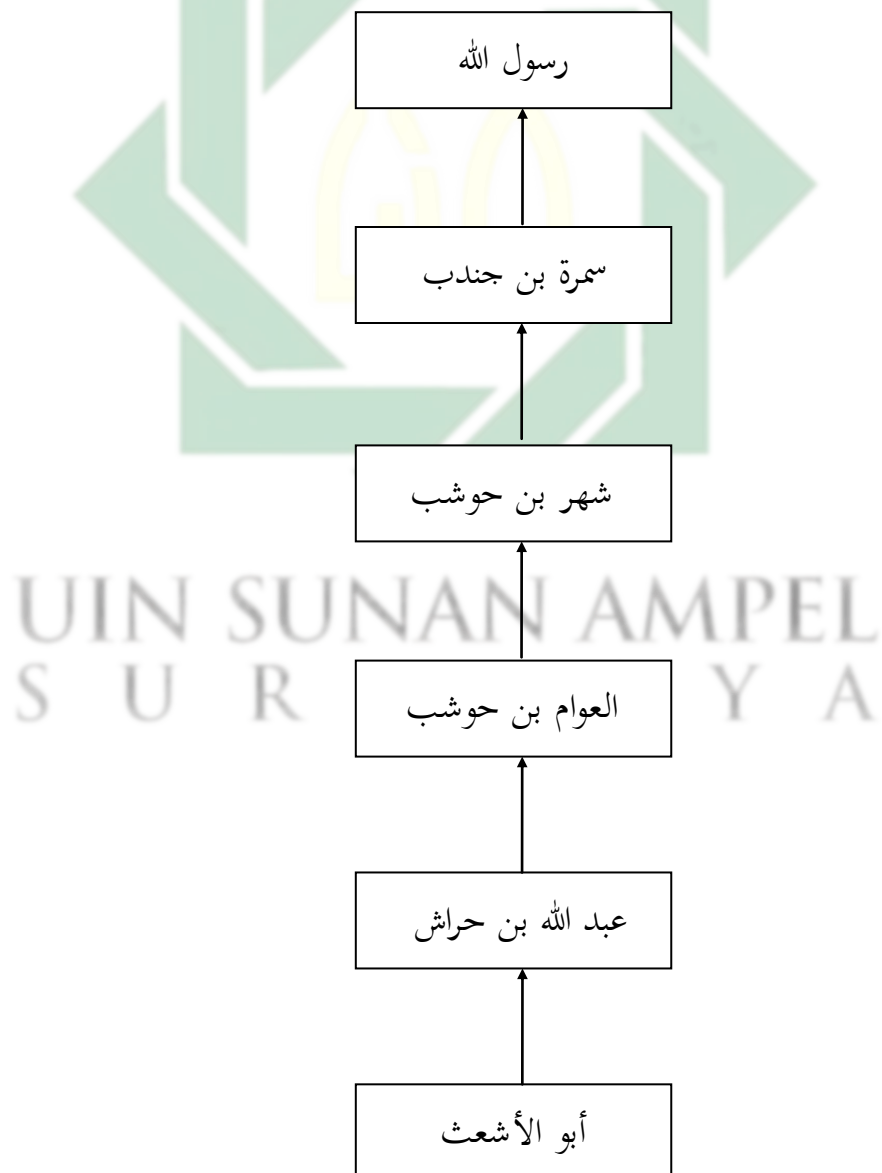 رسول الله
سمرة بن جندب
شهر بن حوشب
UIN SUNAN AMPEL
العوام بن حوشب
S U R Y A
عبد الله بن حراش
أبو الأشعث